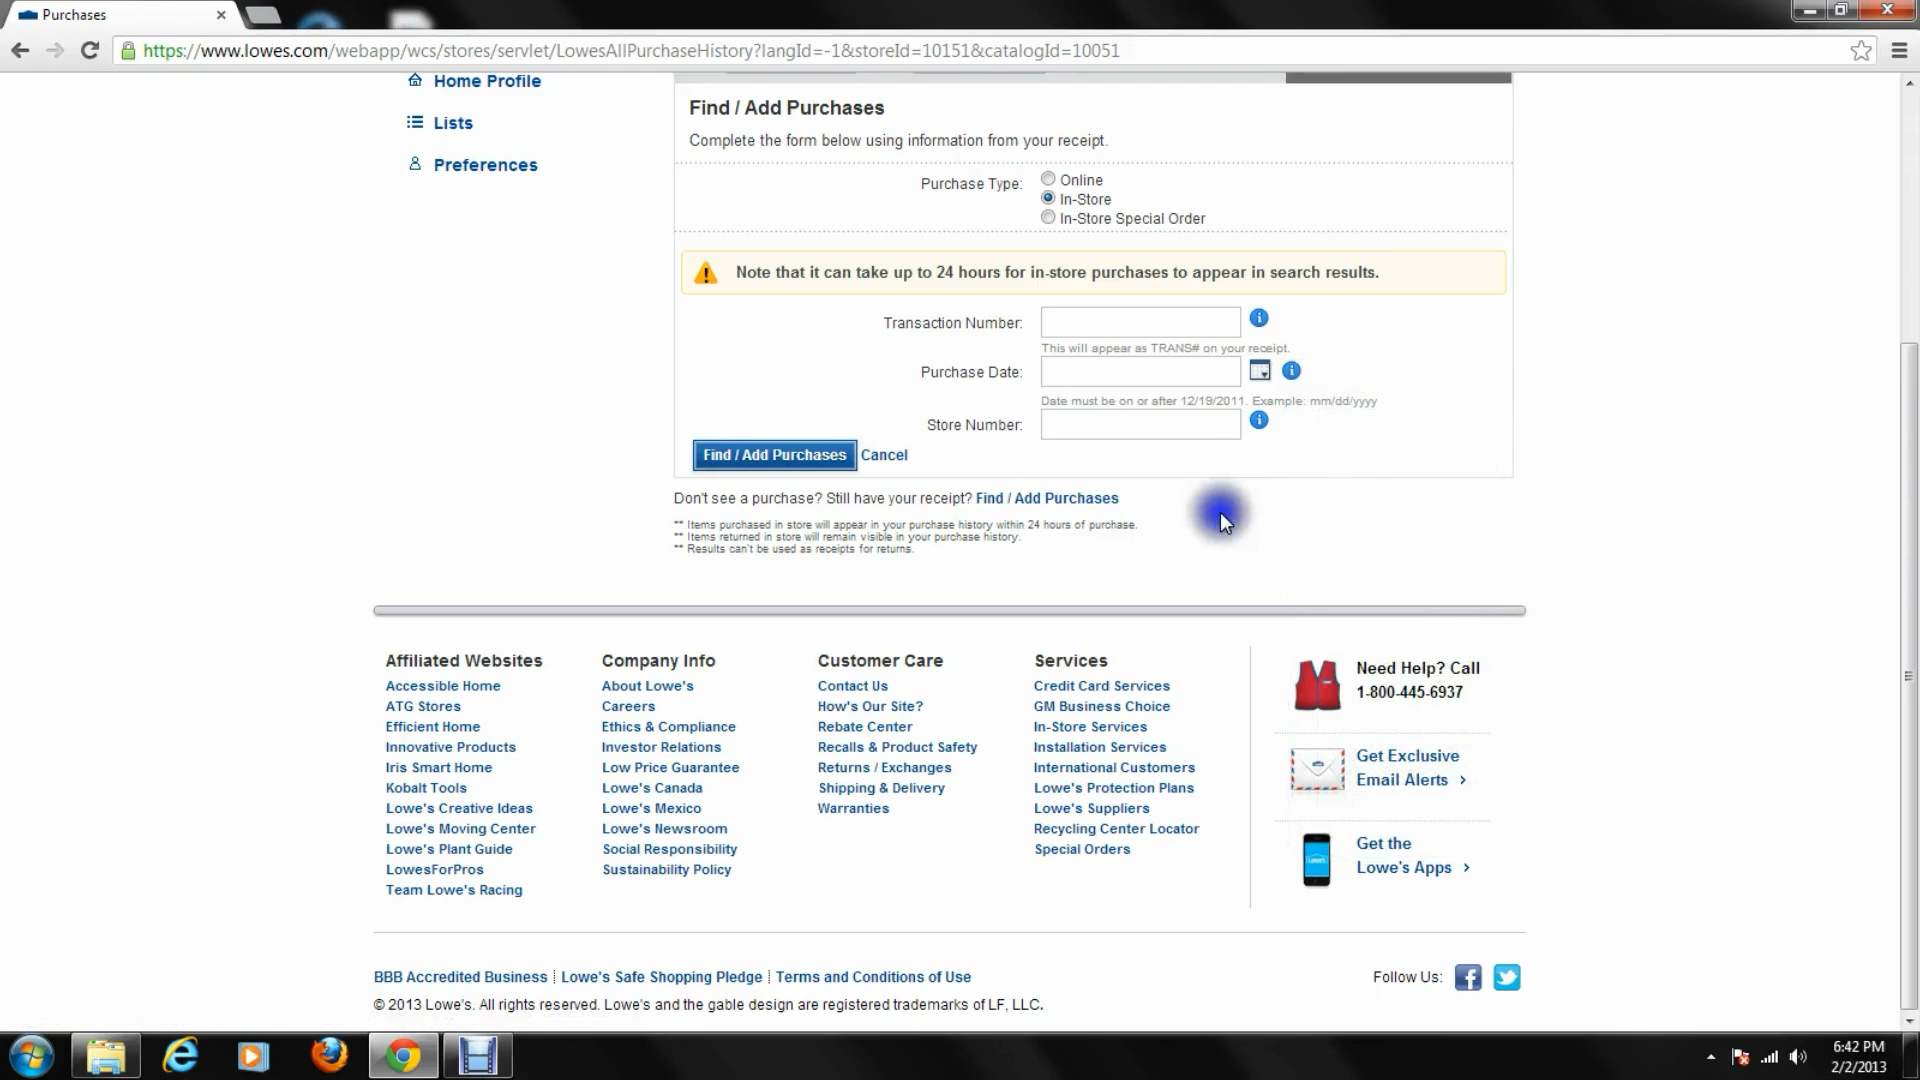 Purchases
https://www.lowes.com/webapp/wcs/stores/servlet/LowesAllPurchaseHistory?langId=-1&storeId=10151&catalogId=10051
Home Profile
Lists
Preferences
Find / Add Purchases
Complete the form below using information from your receipt.
Purchase Type:
Online
In-Store
In-Store Special Order
Note that it can take up to 24 hours for in-store purchases to appear in search results.
Transaction Number:
This will appear as TRANS# on your receipt.
Purchase Date:
Date must be on or after 12/19/2011. Example: mm/dd/yyyy
Store Number:
Find / Add Purchases Cancel
Don't see a purchase? Still have your receipt? Find / Add Purchases
** Items purchased in store will appear in your purchase history within 24 hours of purchase.
** Items returned in store will remain visible in your purchase history.
** Results can't be used as receipts for returns.
Affiliated Websites
Accessible Home
ATG Stores
Efficient Home
Innovative Products
Iris Smart Home
Kobalt Tools
Lowe's Creative Ideas
Lowe's Moving Center
Lowe's Plant Guide
LowesForPros
Team Lowe's Racing
Company Info
About Lowe's
Careers
Ethics & Compliance
Investor Relations
Low Price Guarantee
Lowe's Canada
Lowe's Mexico
Lowe's Newsroom
Social Responsibility
Sustainability Policy
Customer Care
Contact Us
How's Our Site?
Rebate Center
Recalls & Product Safety
Returns / Exchanges
Shipping & Delivery
Warranties
Services
Credit Card Services
GM Business Choice
In-Store Services
Installation Services
International Customers
Lowe's Protection Plans
Lowe's Suppliers
Recycling Center Locator
Special Orders
Need Help? Call
1-800-445-6937
Get Exclusive
Email Alerts
Get the
Lowe's Apps
BBB Accredited Business Lowe's Safe Shopping Pledge Terms and Conditions of Use
Follow Us:
© 2013 Lowe's. All rights reserved. Lowe's and the gable design are registered trademarks of LF, LLC.
6:42 PM
2/2/2013